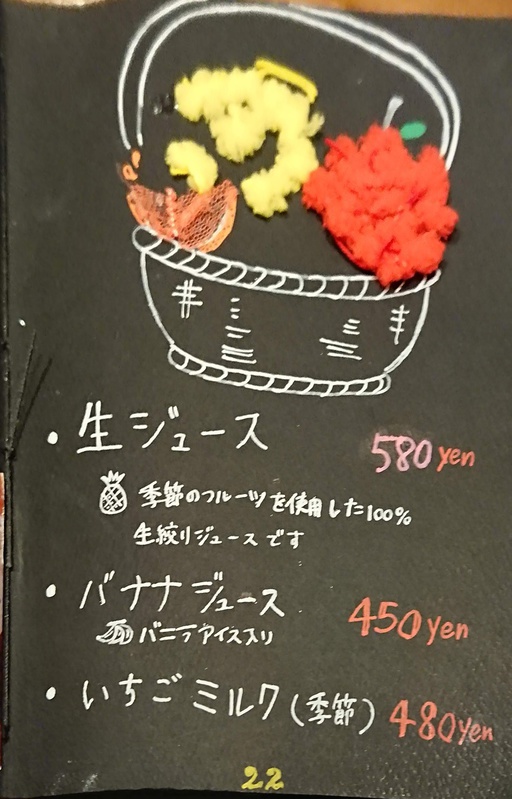 ・生ジュース 580yen
季節のフルーツを使用した100%
生絞りジュースです
・バナナジュース 450yen
バニラアイス入り
・いちごミルク(季節) 480yen
22